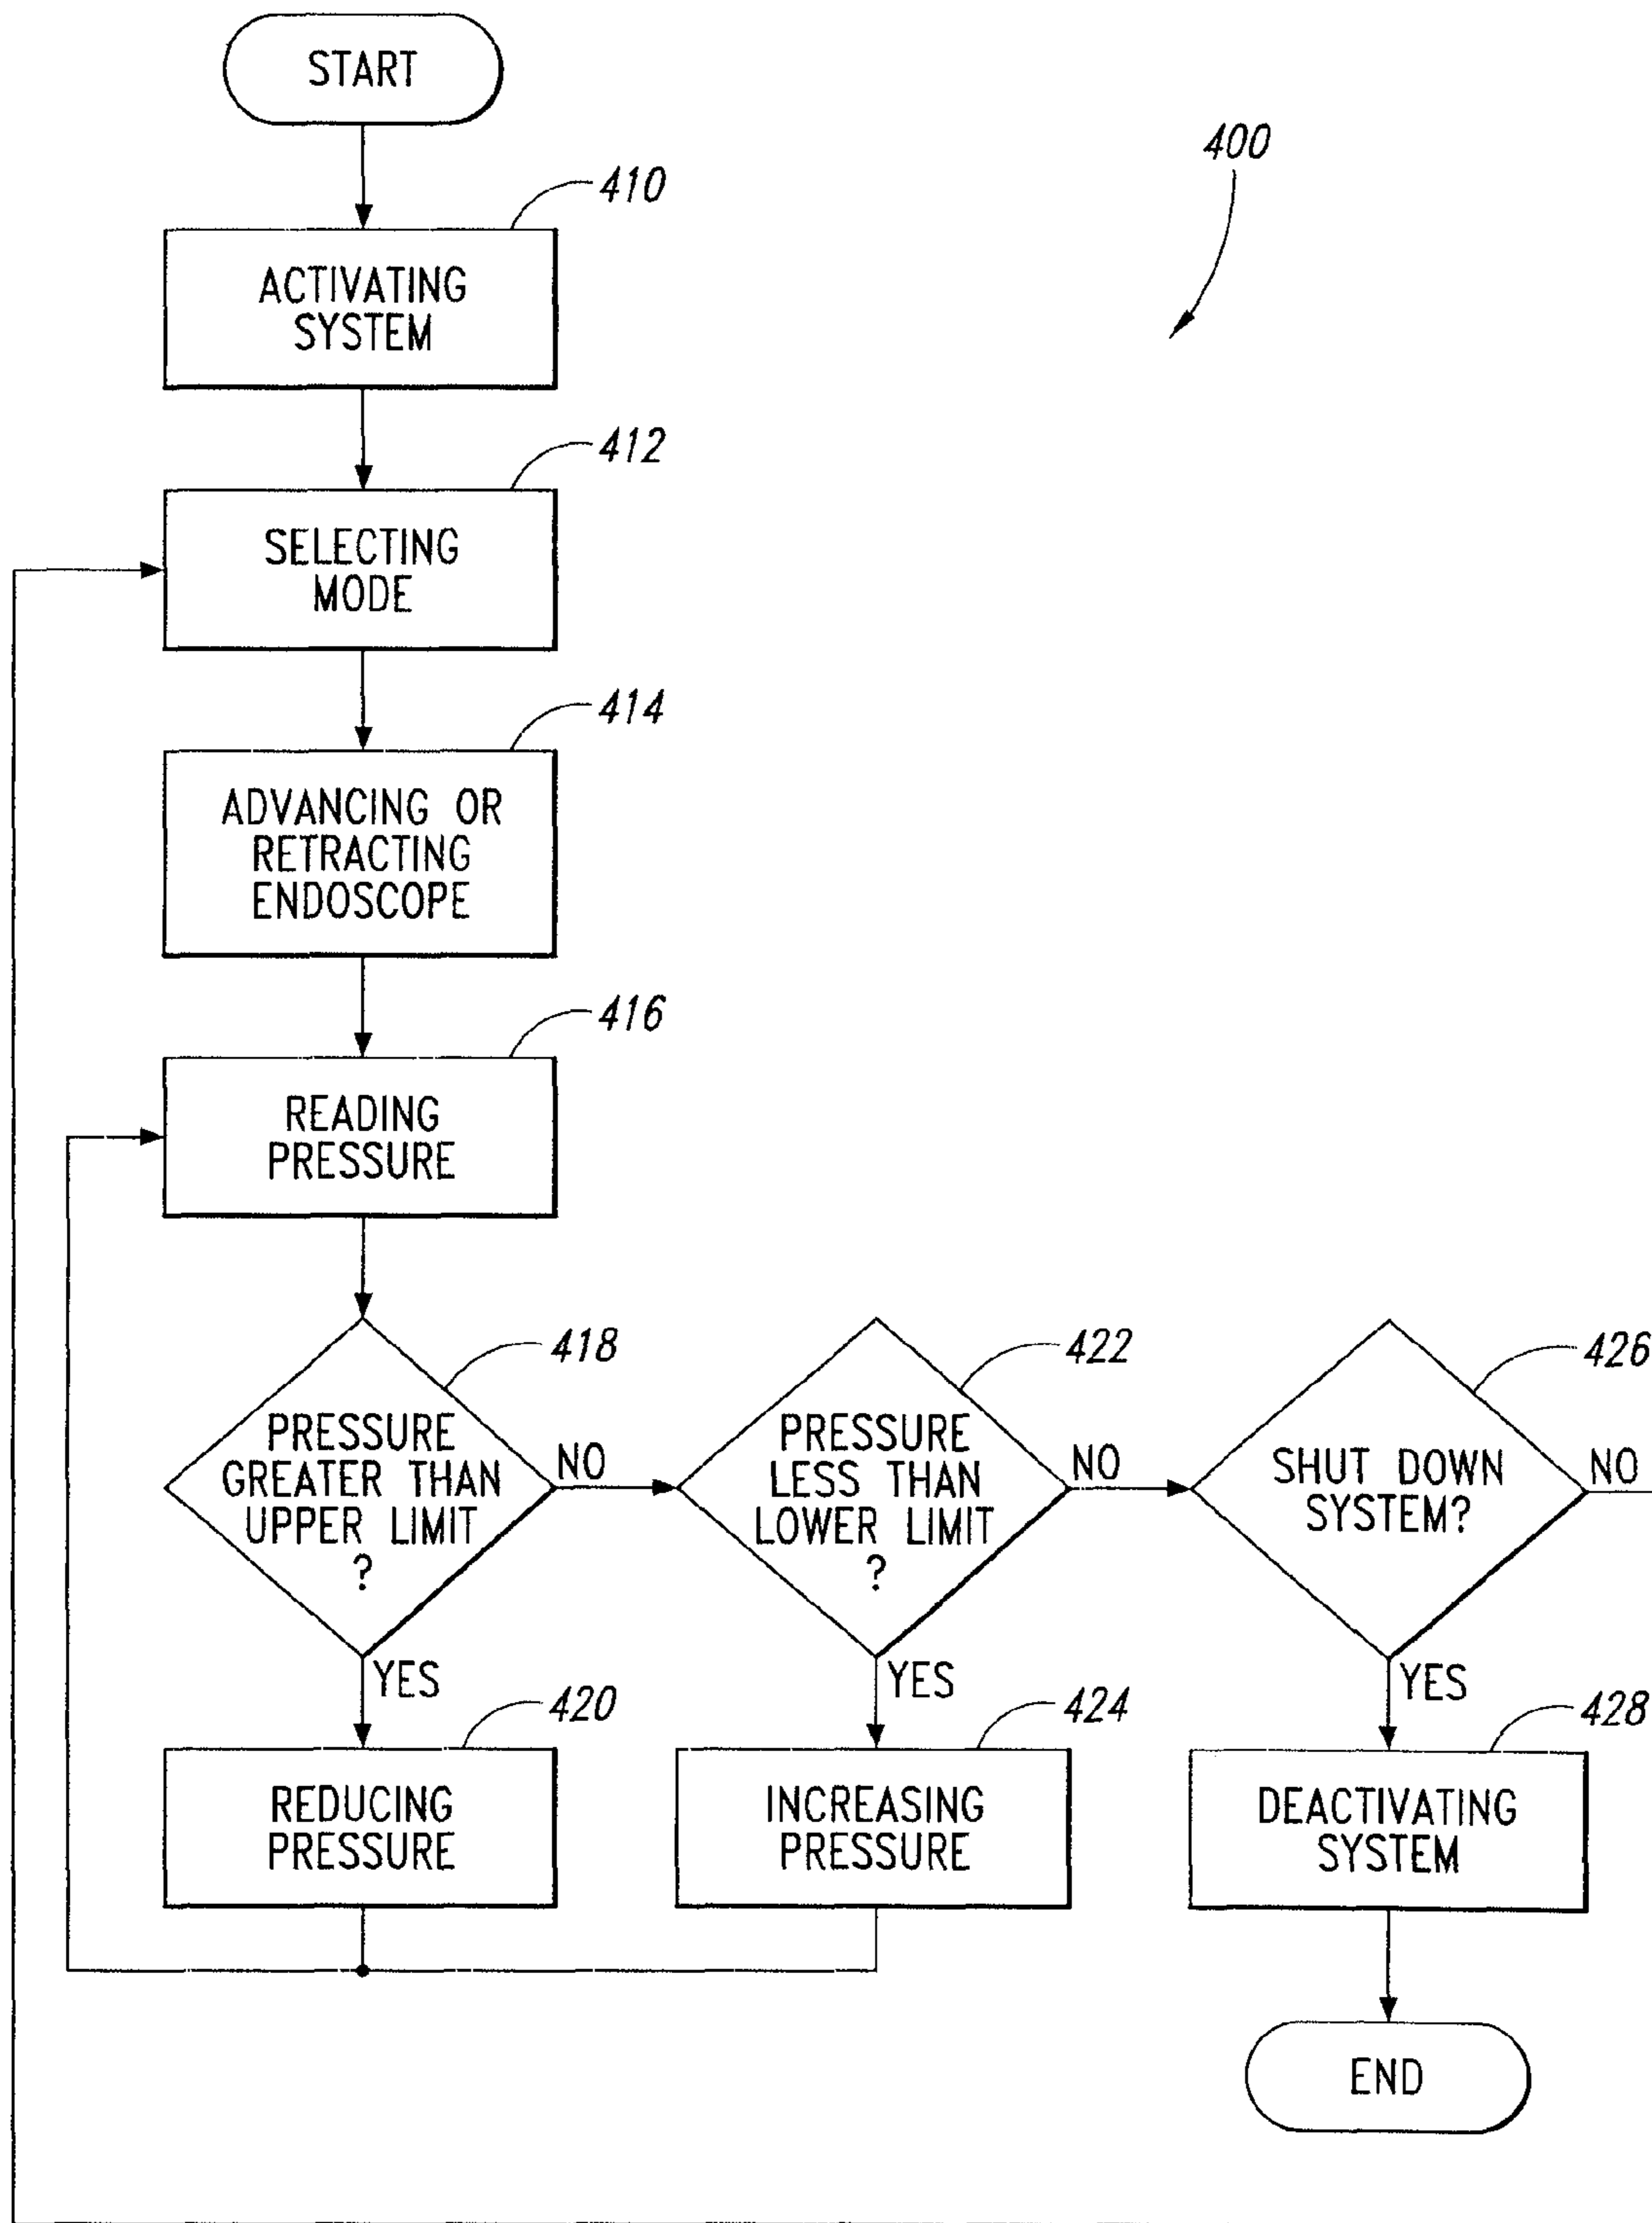 START
400
410
ACTIVATING
SYSTEM
412
SELECTING
MODE
414
ADVANCING OR
RETRACTING
ENDOSCOPE
416
READING
PRESSURE
418
PRESSURE
GREATER THAN
UPPER LIMIT
?
NO
422
PRESSURE
LESS THAN
LOWER LIMIT
?
NO
426
SHUT DOWN
SYSTEM?
NO
YES
420
REDUCING
PRESSURE
YES
424
INCREASING
PRESSURE
YES
428
DEACTIVATING
SYSTEM
END